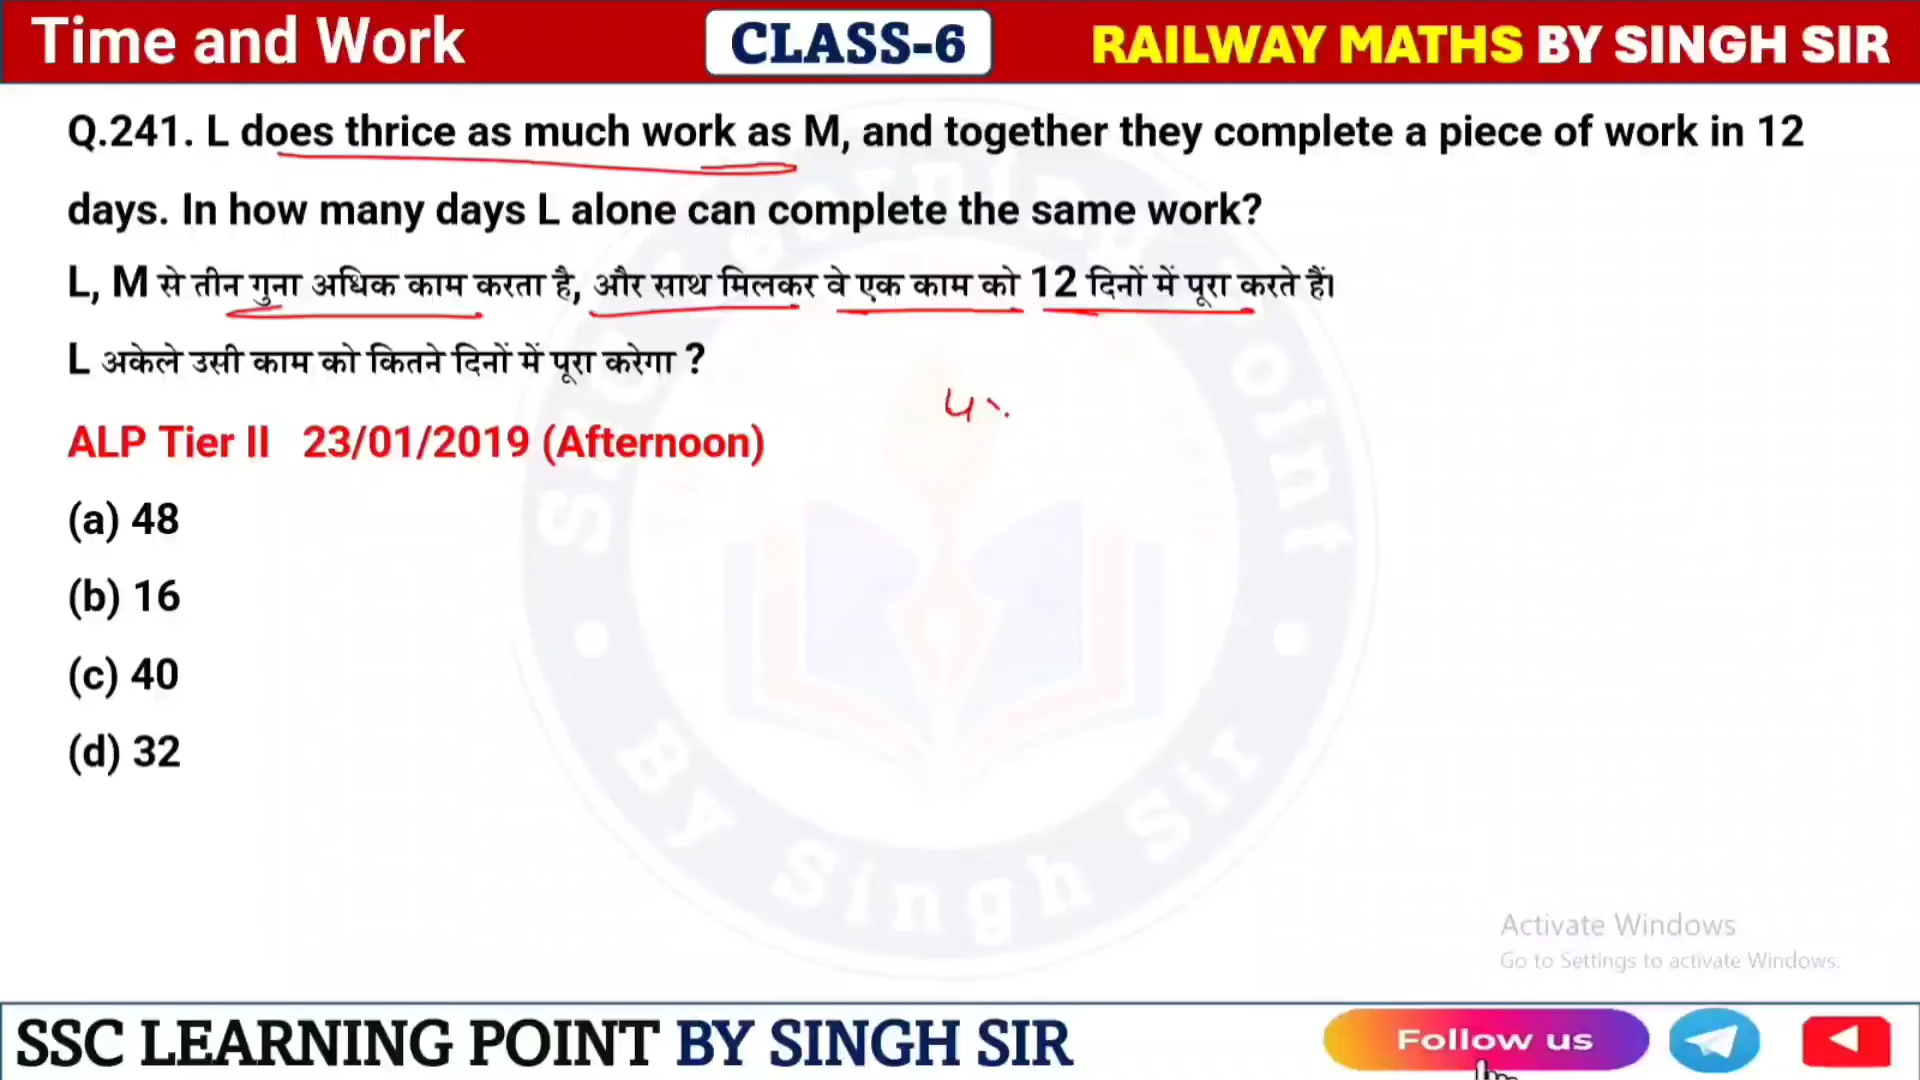 Time and Work
CLASS-6
RAILWAY MATHS BY SINGH SIR
Q.241. L does thrice as much work as M, and together they complete a piece of work in 12
days. In how many days L alone can complete the same work?
L, M से तीन गुना अधिक काम करता है, और साथ मिलकर वे एक काम को 12 दिनों में पूरा करते हैं।
L अकेले उसी काम को कितने दिनों में पूरा करेगा ?
ALP Tier II 23/01/2019 (Afternoon)
(a) 48
(b) 16
(c) 40
(d) 32
By Singh Sir
Activate Windows
Go to Settings to activate Windows.
SSC LEARNING POINT BY SINGH SIR
Follow us